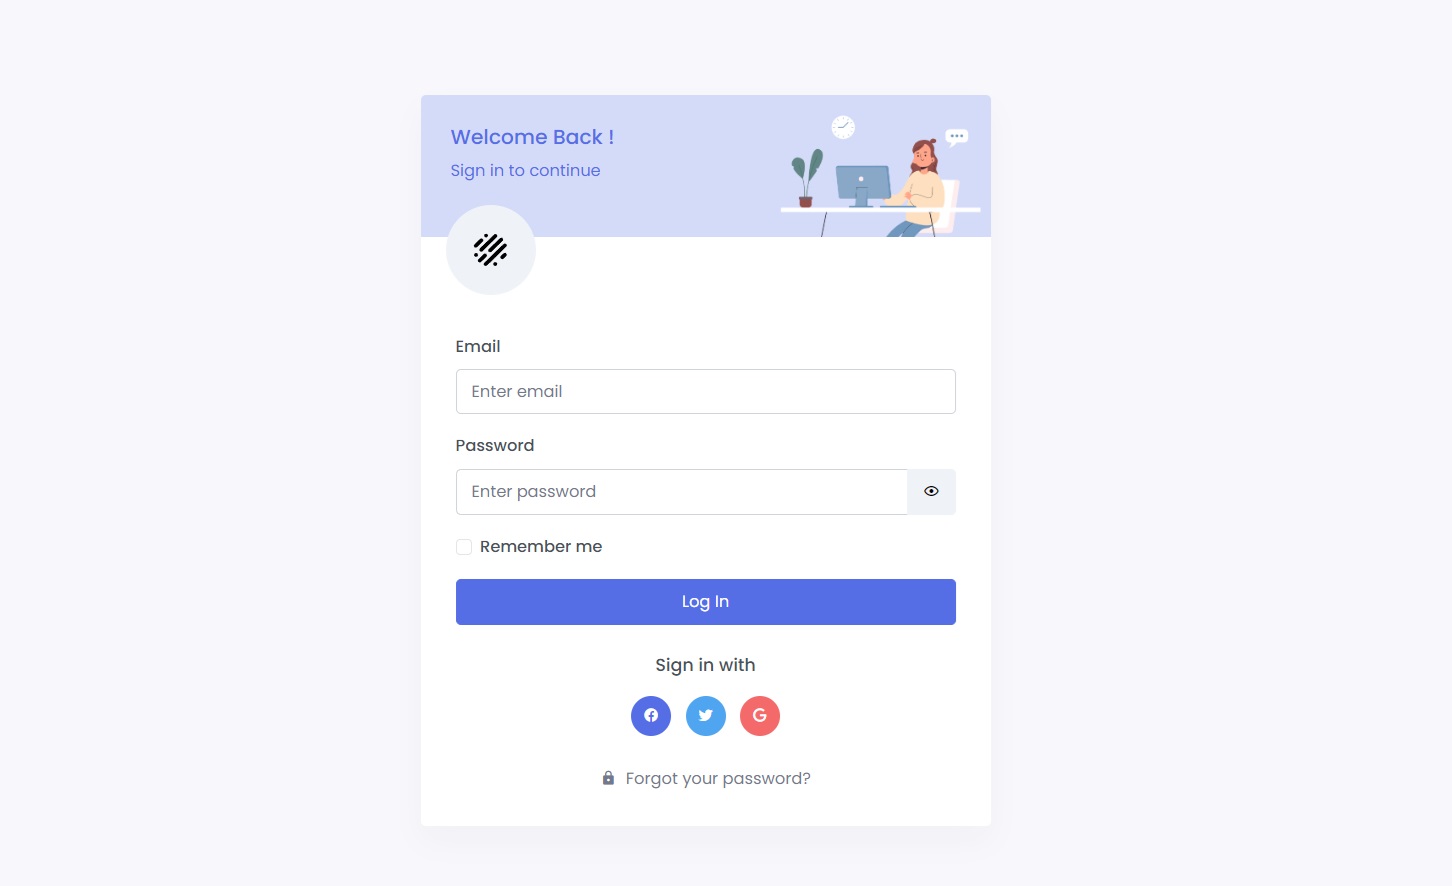 Welcome Back !
Sign in to continue
Email
Enter email
Password
Enter password
Remember me
Log In
Sign in with
Forgot your password?